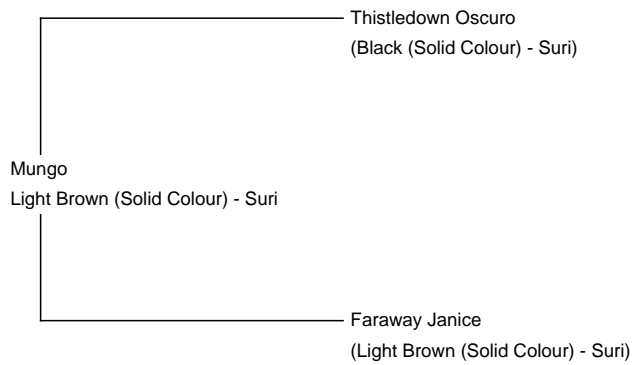 Thistledown Oscuro
(Black (Solid Colour) - Suri)
Mungo
Light Brown (Solid Colour) - Suri
Faraway Janice
(Light Brown (Solid Colour) - Suri)